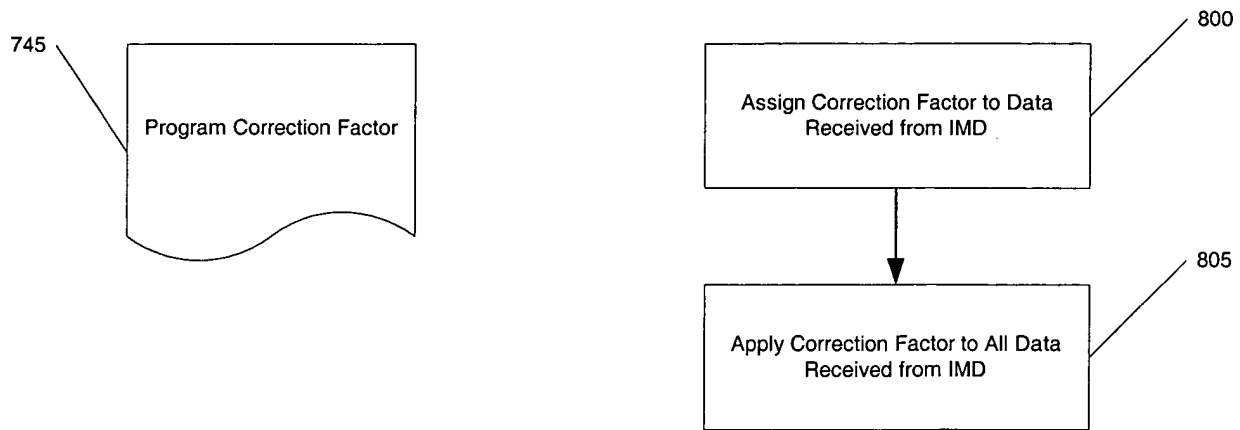 745
Program Correction Factor
800
Assign Correction Factor to Data
Received from IMD
805
Apply Correction Factor to All Data
Received from IMD